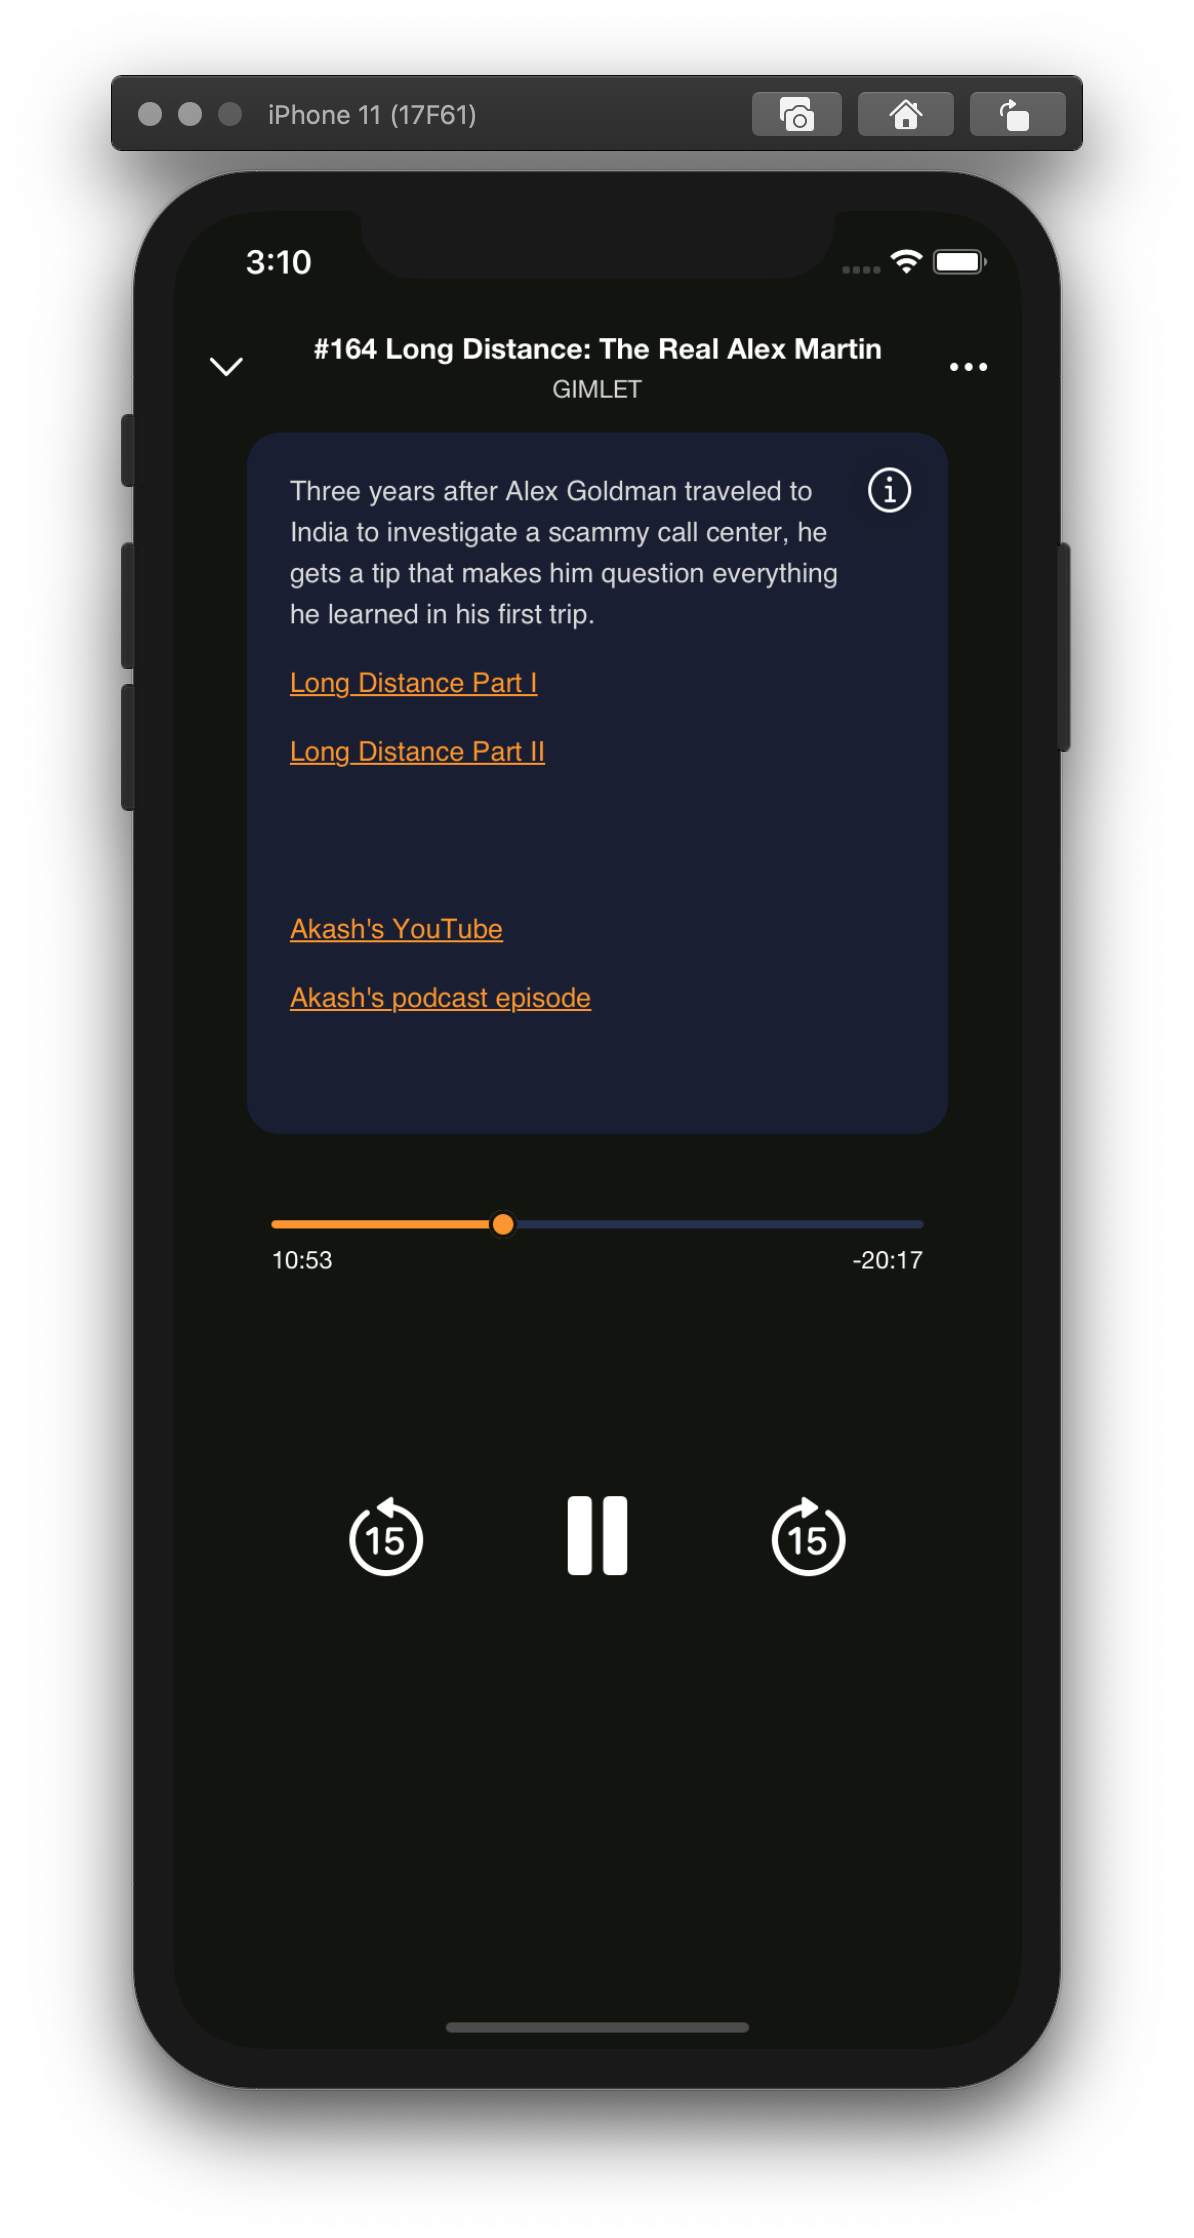 iPhone 11 (17F61)
3:10
#164 Long Distance: The Real Alex Martin
GIMLET
Three years after Alex Goldman traveled to
India to investigate a scammy call center, he
gets a tip that makes him question everything
he learned in his first trip.
Long Distance Part I
Long Distance Part II
Akash's YouTube
Akash's podcast episode
10:53
-20:17
15
15